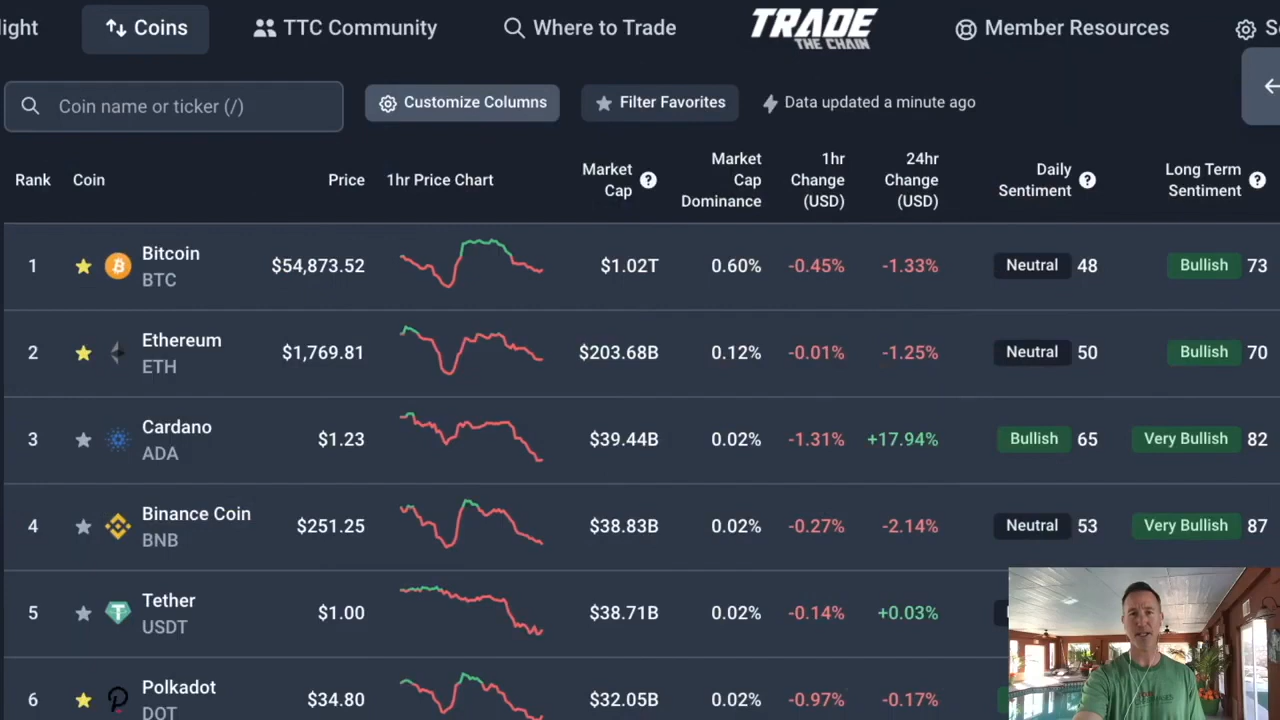 light
Coins
TTC Community
Where to Trade
TRADE
THE CHAIN
Member Resources
Coin name or ticker (/)
Customize Columns
Filter Favorites
Data updated a minute ago
Rank
Coin
Price
1hr Price Chart
Market
Cap
Market
Cap
Dominance
1hr
Change
(USD)
24hr
Change
(USD)
Daily
Sentiment
Long Term
Sentiment
1 Bitcoin BTC $54,873.52 $1.02T 0.60% -0.45% -1.33% Neutral 48 Bullish 73
2 Ethereum ETH $1,769.81 $203.68B 0.12% -0.01% -1.25% Neutral 50 Bullish 70
3 Cardano ADA $1.23 $39.44B 0.02% -1.31% +17.94% Bullish 65 Very Bullish 82
4 Binance Coin BNB $251.25 $38.83B 0.02% -0.27% -2.14% Neutral 53 Very Bullish 87
5 Tether USDT $1.00 $38.71B 0.02% -0.14% +0.03%
6 Polkadot DOT $34.80 $32.05B 0.02% -0.97% -0.17%